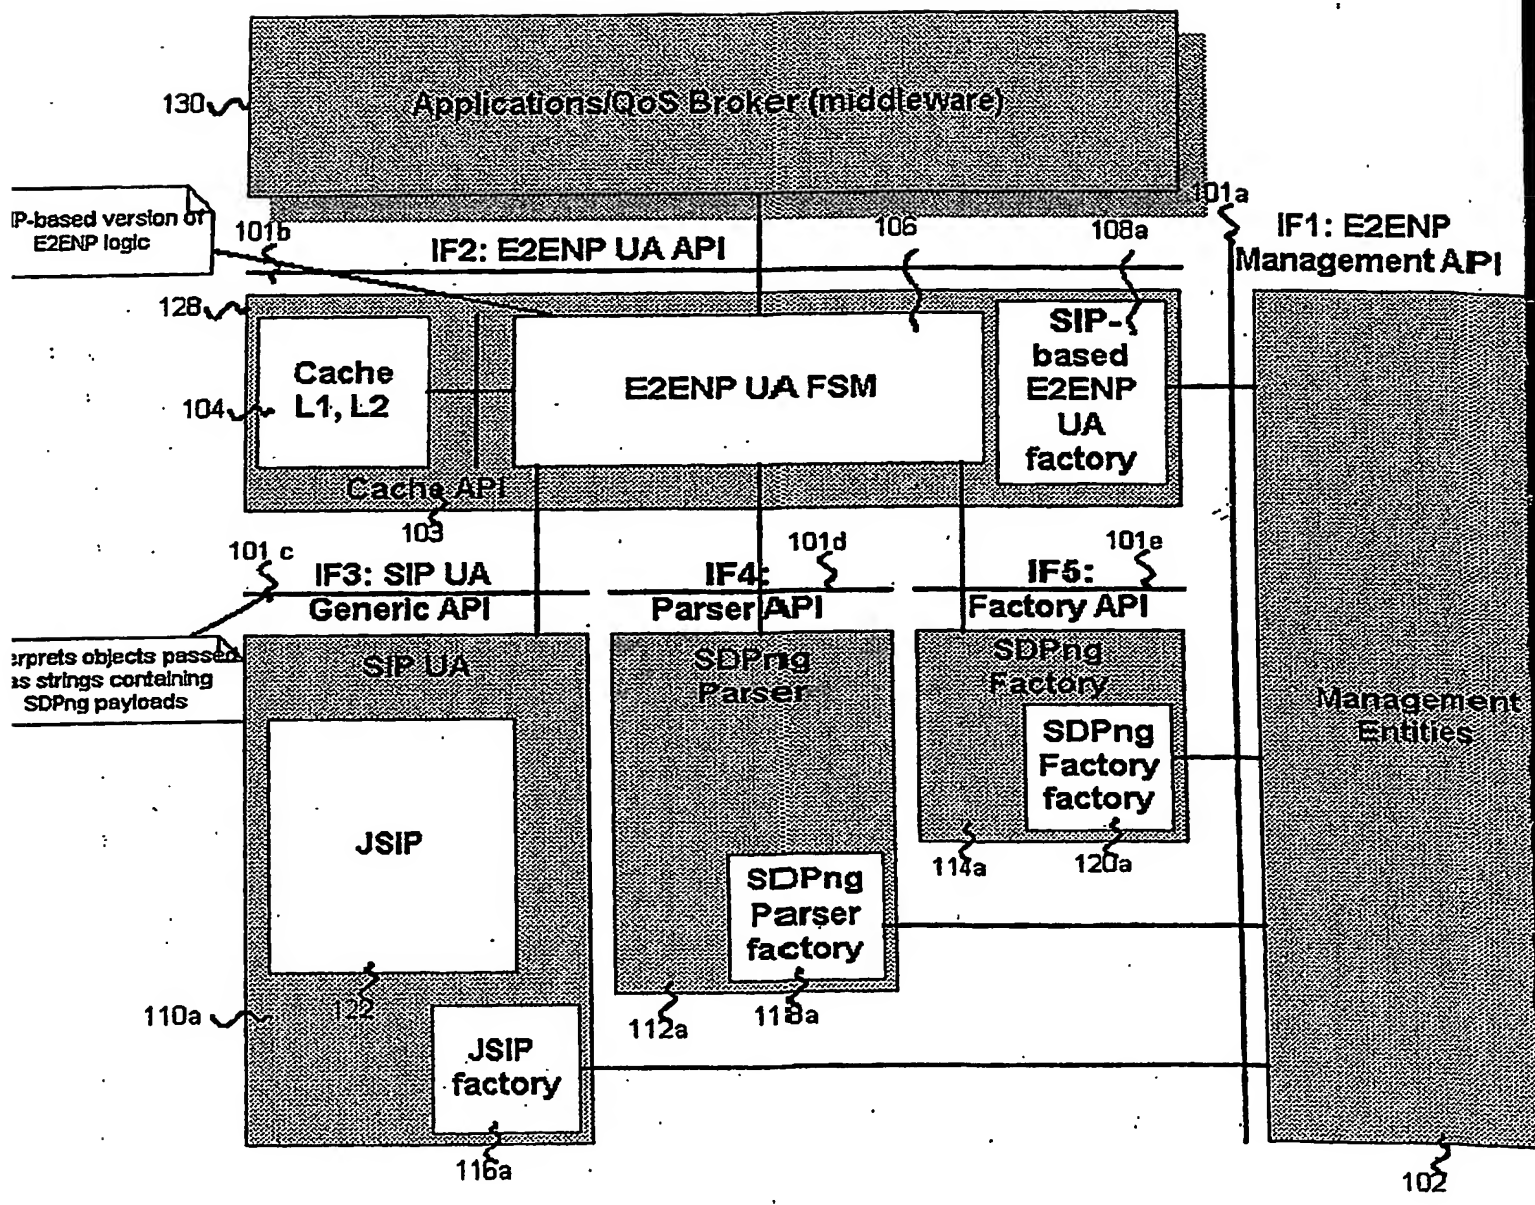 130
Applications/QoS Broker (middleware)
101a
IP-based version of
E2ENP logic
101b
IF2: E2ENP UA API
106
108a
IF1: E2ENP
Management API
128
Cache
L1, L2
104
E2ENP UA FSM
SIP-
based
E2ENP
UA
factory
Cache API
103
101c
IF3: SIP UA
Generic API
101d
IF4:
Parser API
101e
IF5:
Factory API
erprets objects passed
as strings containing
SDPng payloads
SIP UA
SDPng
Parser
SDPng
Factory
SDPng
Factory
factory
Management
Entities
JSIP
114a
120a
SDPng
Parser
factory
122
110a
112a
118a
JSIP
factory
116a
102